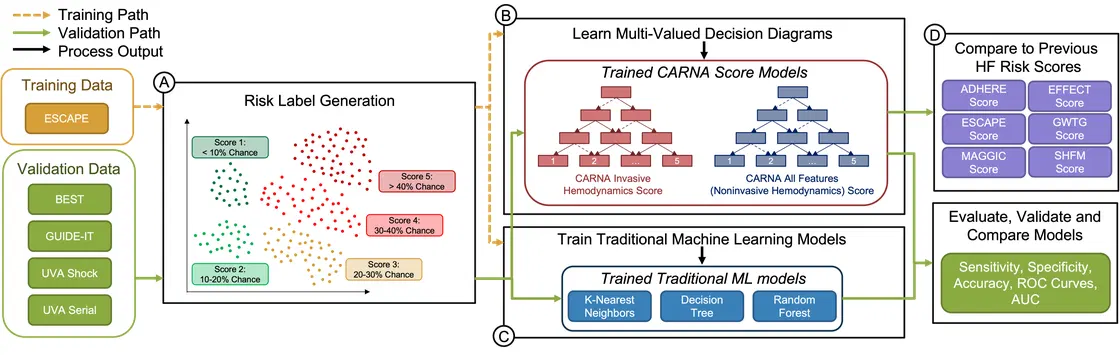 Training Path
Validation Path
Process Output
Training Data
ESCAPE
Validation Data
BEST
GUIDE-IT
UVA Shock
UVA Serial
A
Risk Label Generation
Score 1:
< 10% Chance
Score 5:
> 40% Chance
Score 4:
30-40% Chance
Score 3:
20-30% Chance
Score 2:
10-20% Chance
B
Learn Multi-Valued Decision Diagrams
Trained CARNA Score Models
1 2 ... 5
CARNA Invasive
Hemodynamics Score
1 2 ... 5
CARNA All Features
(Noninvasive Hemodynamics) Score
Train Traditional Machine Learning Models
Trained Traditional ML models
K-Nearest
Neighbors
Decision
Tree
Random
Forest
C
D
Compare to Previous
HF Risk Scores
ADHERE
Score
EFFECT
Score
ESCAPE
Score
GWTG
Score
MAGGIC
Score
SHFM
Score
Evaluate, Validate and
Compare Models
Sensitivity, Specificity,
Accuracy, ROC Curves,
AUC